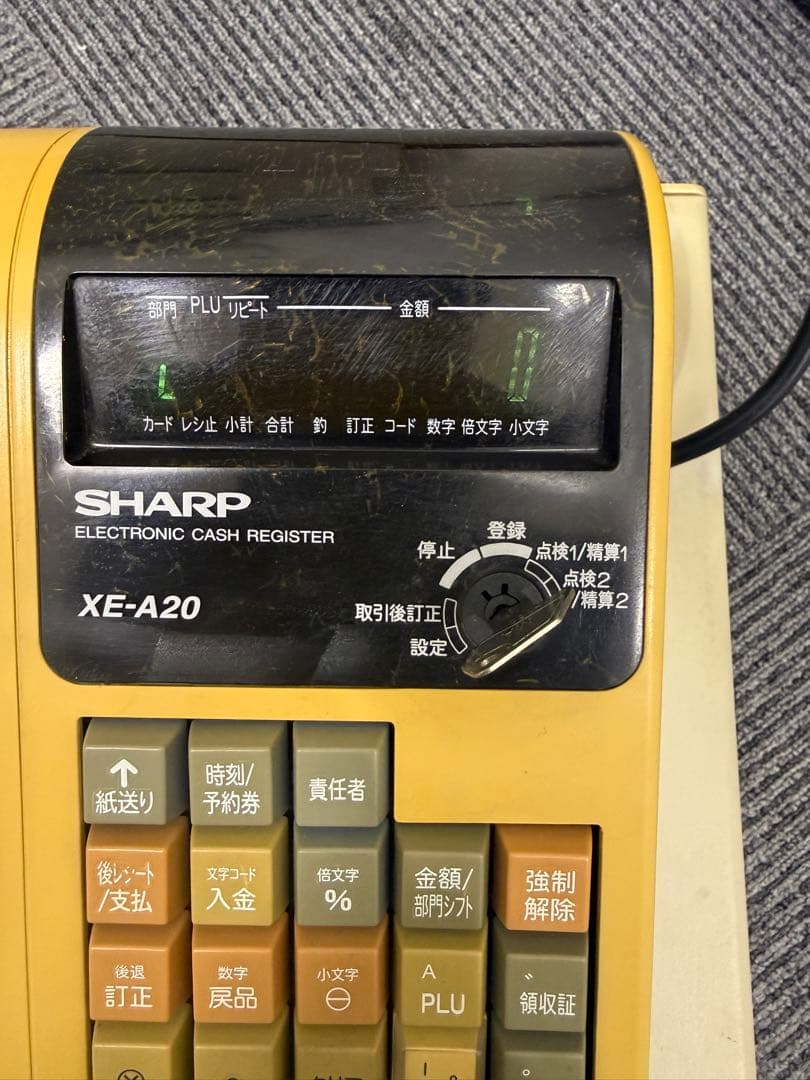 部門 PLU リピート 金額
0
カード レシ止 小計 合計 釣 訂正 コード 数字 倍文字 小文字
SHARP
ELECTRONIC CASH REGISTER
XE-A20
登録
停止
点検1/精算1
点検2
/精算2
取引後訂正
設定
↑
紙送り
時刻/
予約券
責任者
後レシート
/支払
文字コード
入金
倍文字
%
金額/
部門シフト
強制
解除
後退
訂正
数字
戻品
小文字
⊖
A
PLU
゛
領収証